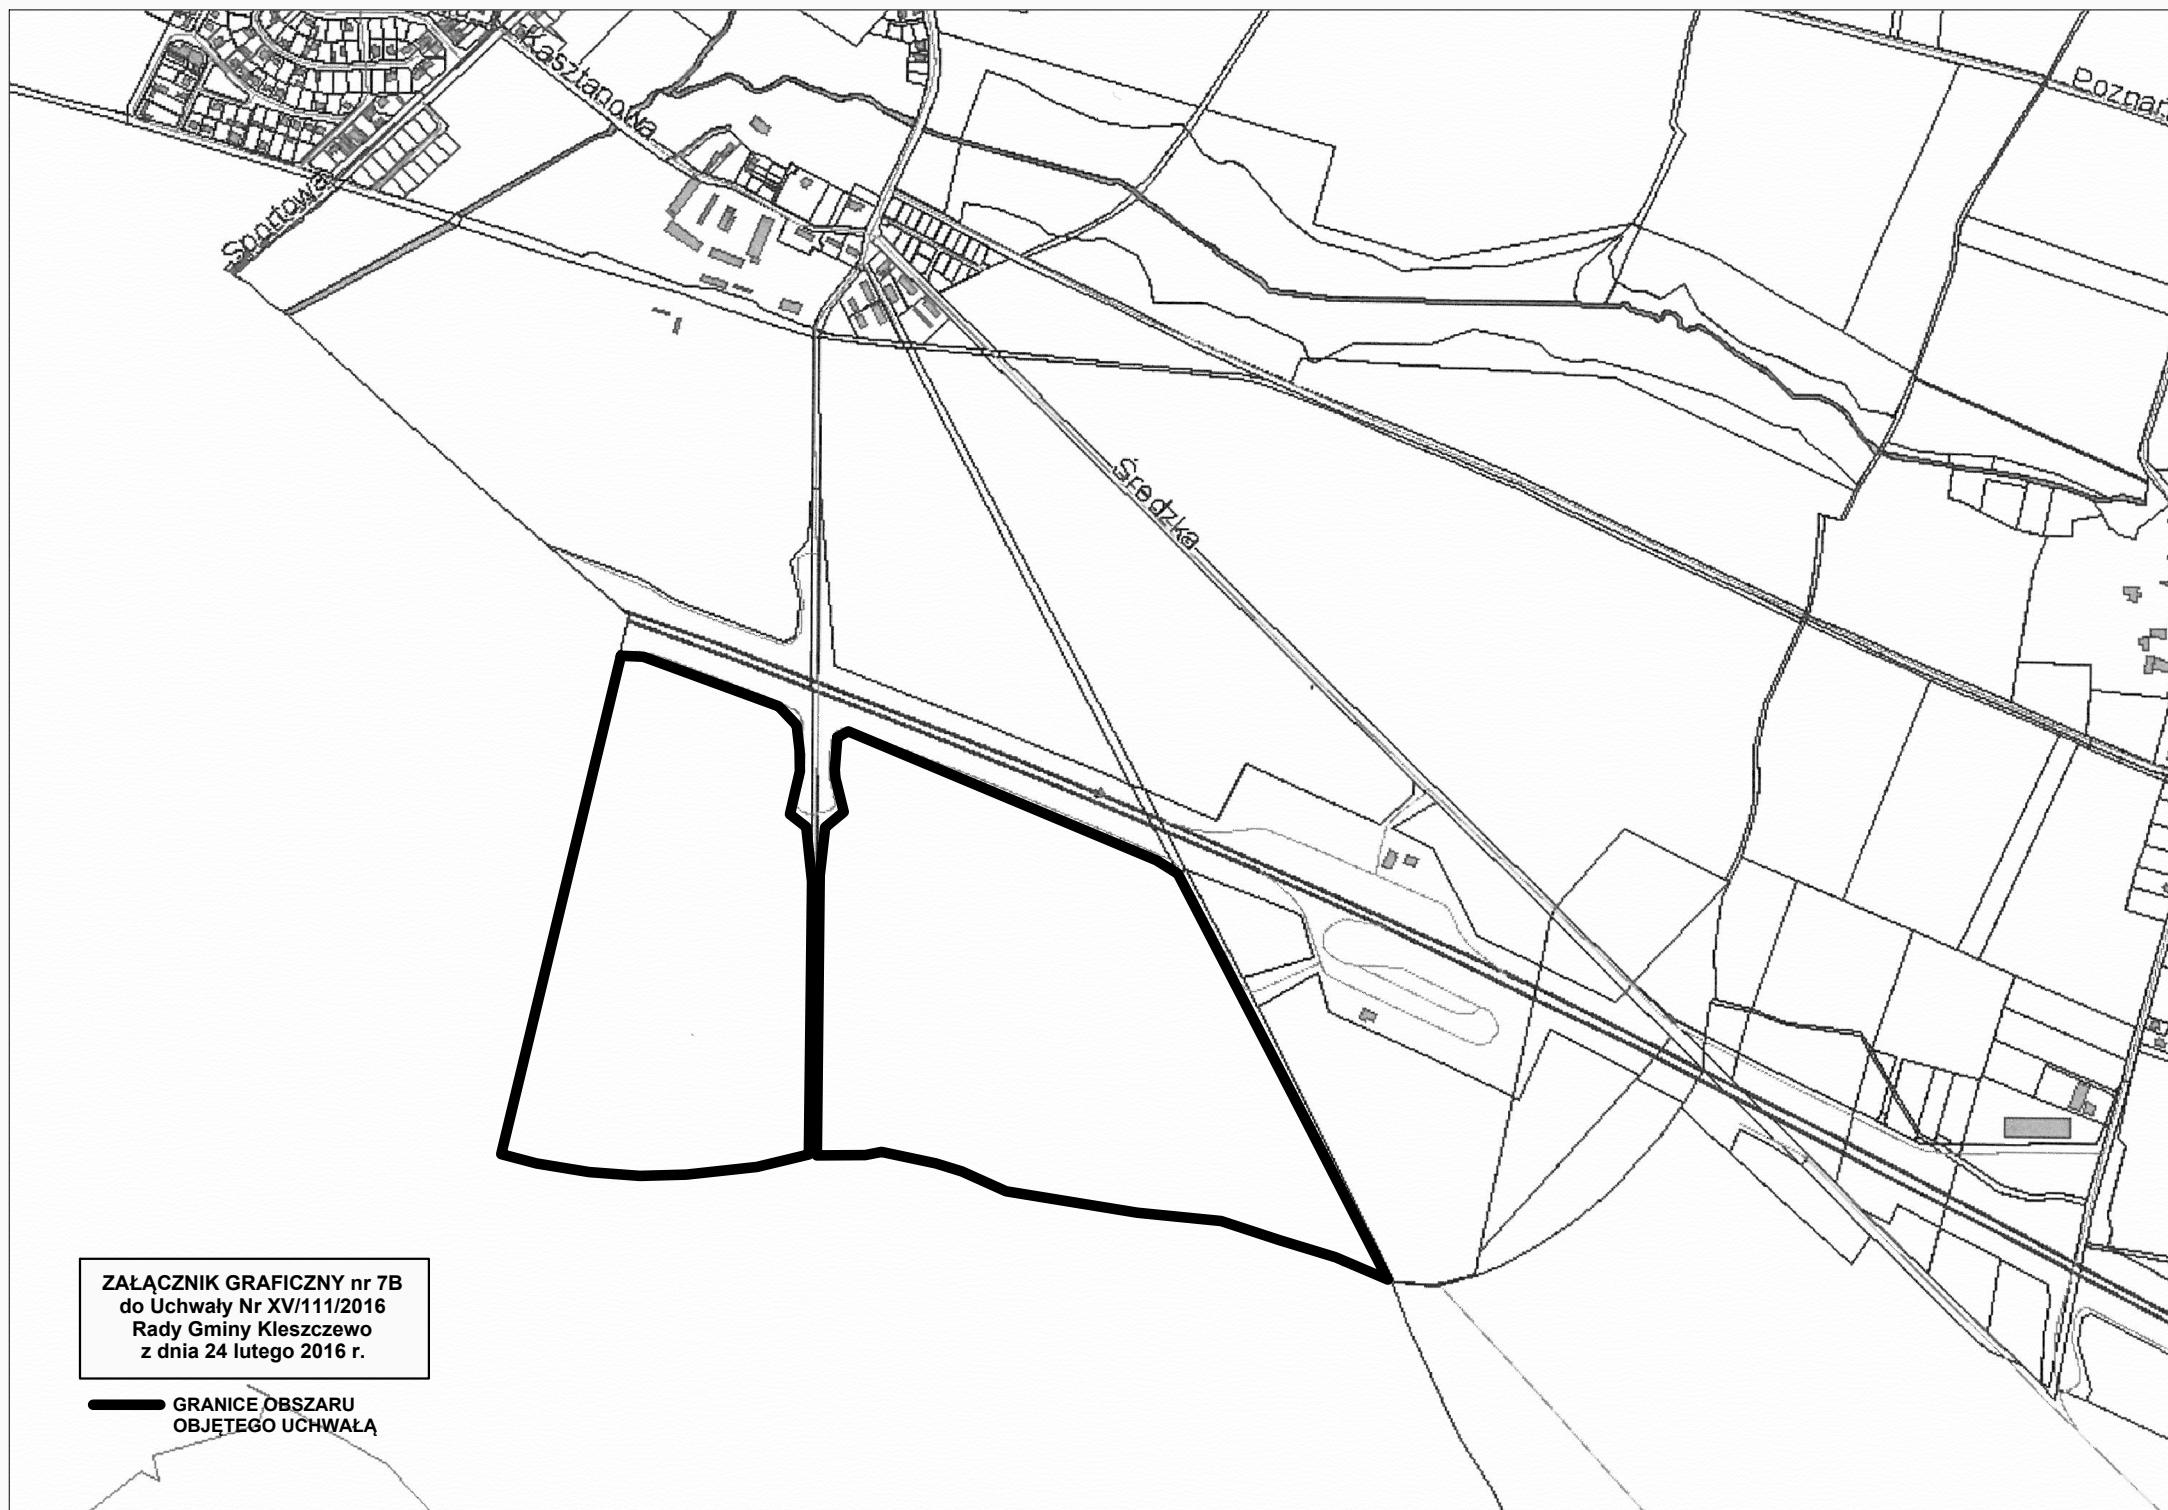 Kasztanowa
Poznań
Sportowa
Średzka
ZAŁĄCZNIK GRAFICZNY nr 7B
do Uchwały Nr XV/111/2016
Rady Gminy Kleszczewo
z dnia 24 lutego 2016 r.
GRANICE OBSZARU
OBJĘTEGO UCHWAŁĄ